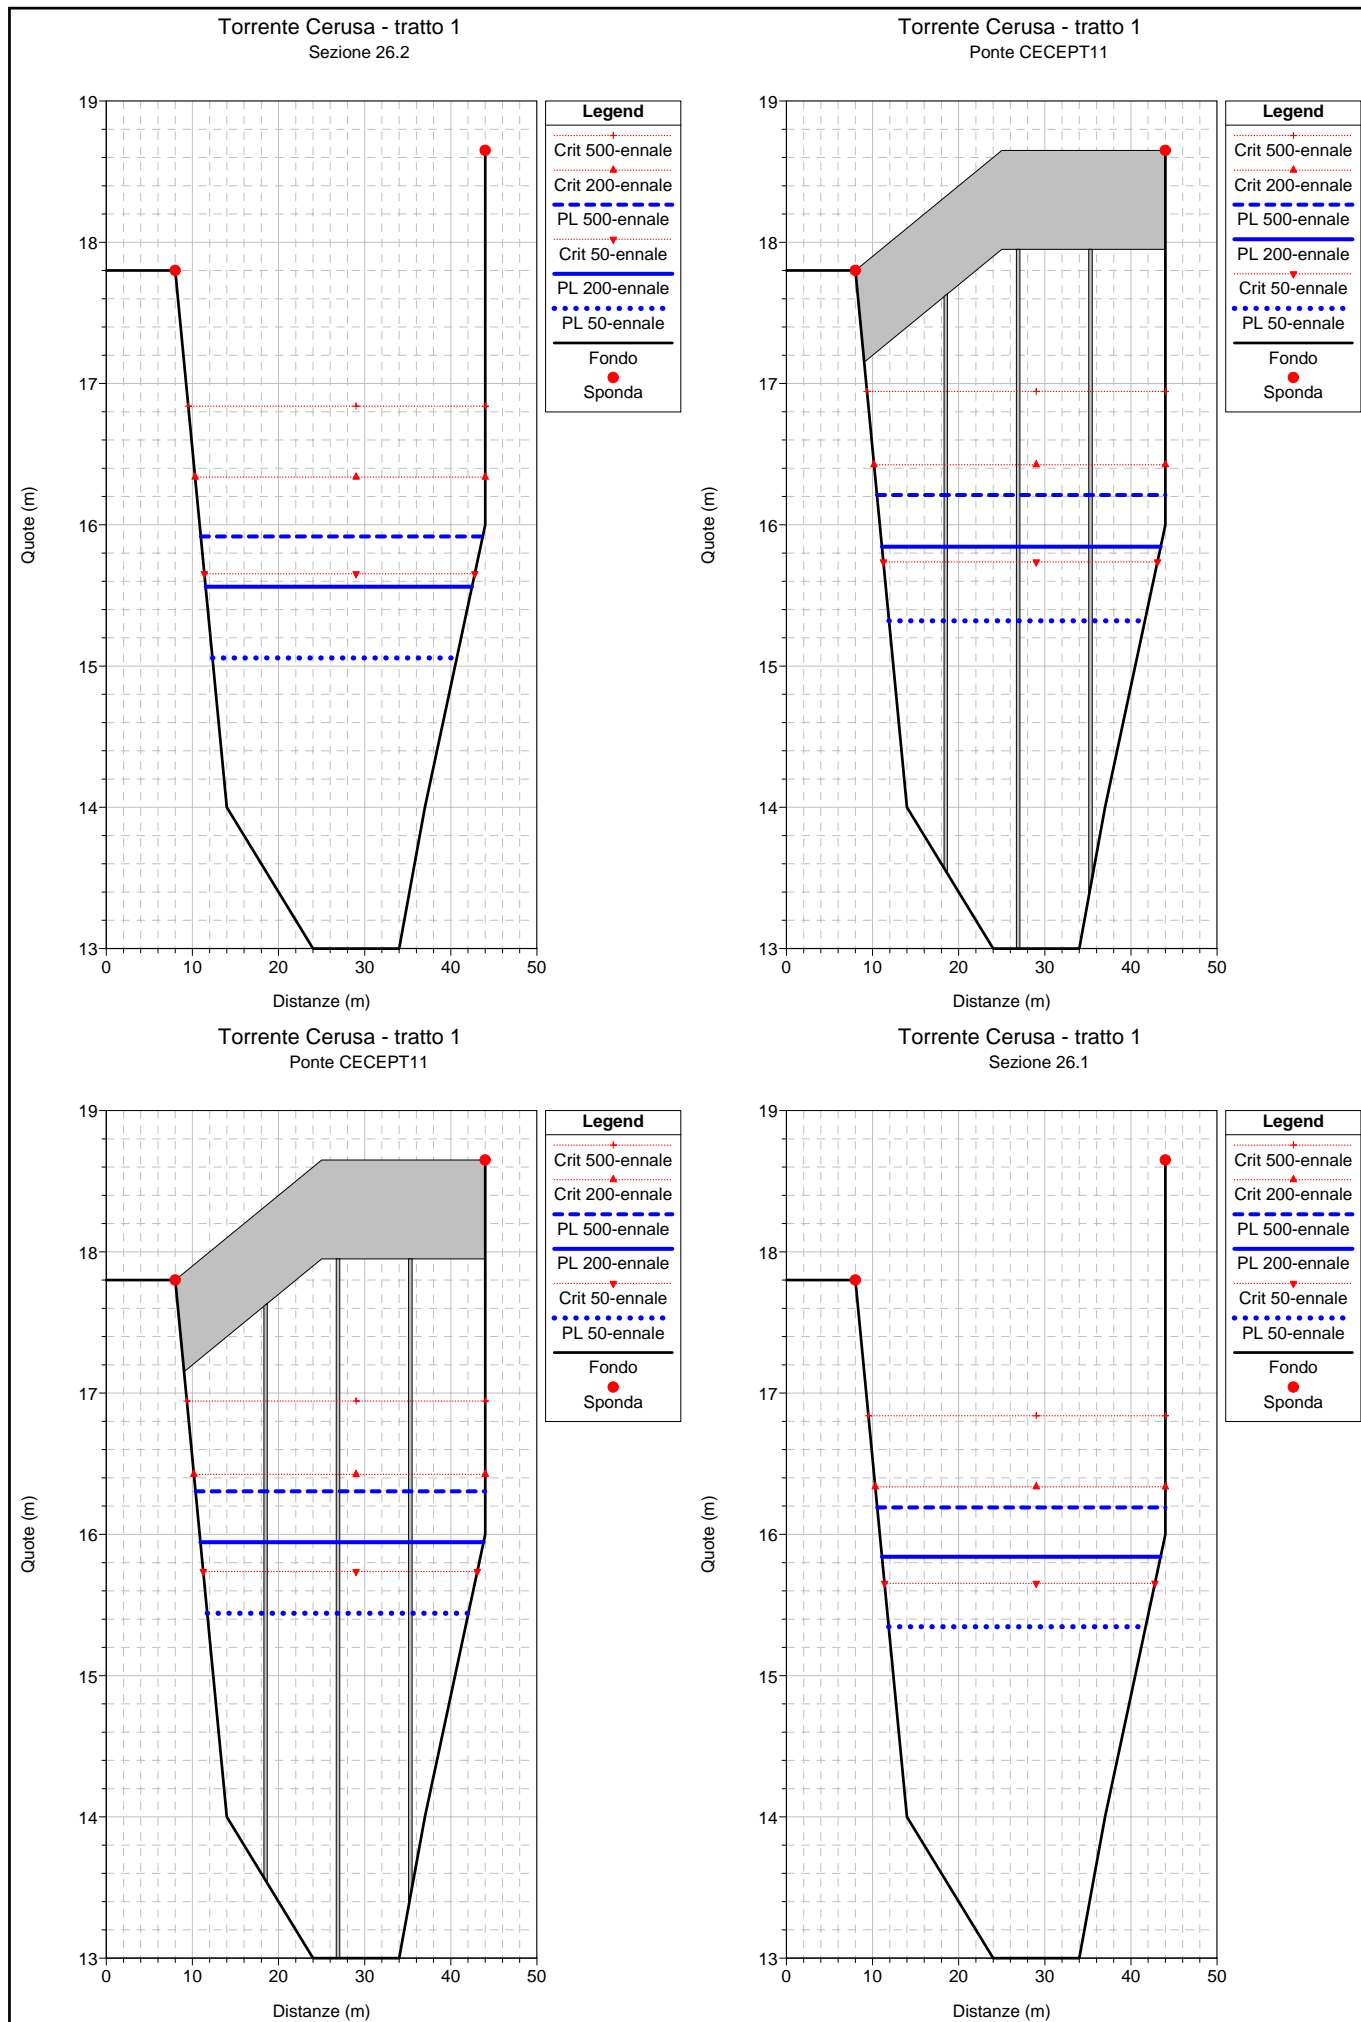 Torrente Cerusa - tratto 1
Sezione 26.2
19
18
17
16
15
14
13
Quote (m)
0 10 20 30 40 50
Distanze (m)
Legend
Crit 500-ennale
Crit 200-ennale
PL 500-ennale
Crit 50-ennale
PL 200-ennale
PL 50-ennale
Fondo
Sponda
Torrente Cerusa - tratto 1
Ponte CECEPT11
19
18
17
16
15
14
13
Quote (m)
0 10 20 30 40 50
Distanze (m)
Legend
Crit 500-ennale
Crit 200-ennale
PL 500-ennale
PL 200-ennale
Crit 50-ennale
PL 50-ennale
Fondo
Sponda
Torrente Cerusa - tratto 1
Ponte CECEPT11
19
18
17
16
15
14
13
Quote (m)
0 10 20 30 40 50
Distanze (m)
Legend
Crit 500-ennale
Crit 200-ennale
PL 500-ennale
PL 200-ennale
Crit 50-ennale
PL 50-ennale
Fondo
Sponda
Torrente Cerusa - tratto 1
Sezione 26.1
19
18
17
16
15
14
13
Quote (m)
0 10 20 30 40 50
Distanze (m)
Legend
Crit 500-ennale
Crit 200-ennale
PL 500-ennale
PL 200-ennale
Crit 50-ennale
PL 50-ennale
Fondo
Sponda